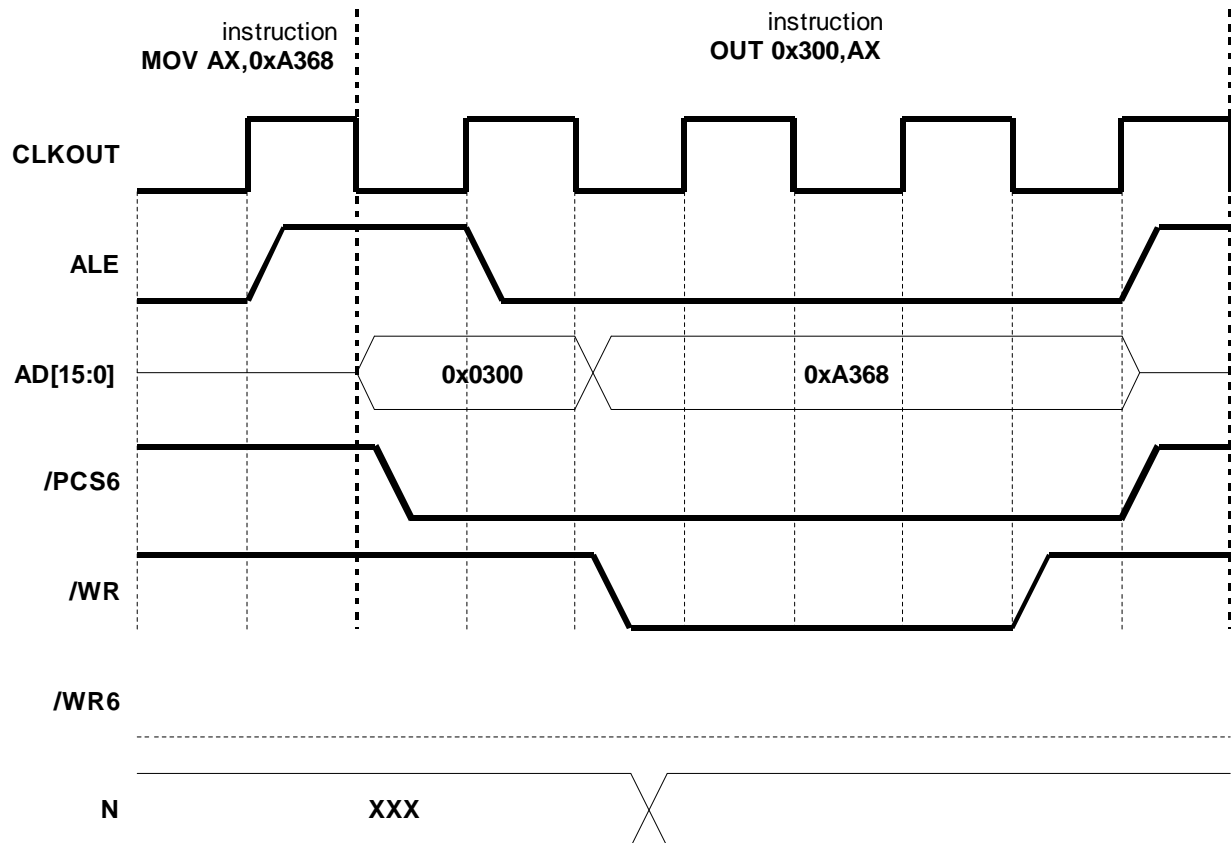 instruction
MOV AX,0xA368
instruction
OUT 0x300,AX
CLKOUT
ALE
AD[15:0]
0x0300
0xA368
/PCS6
/WR
/WR6
N
XXX